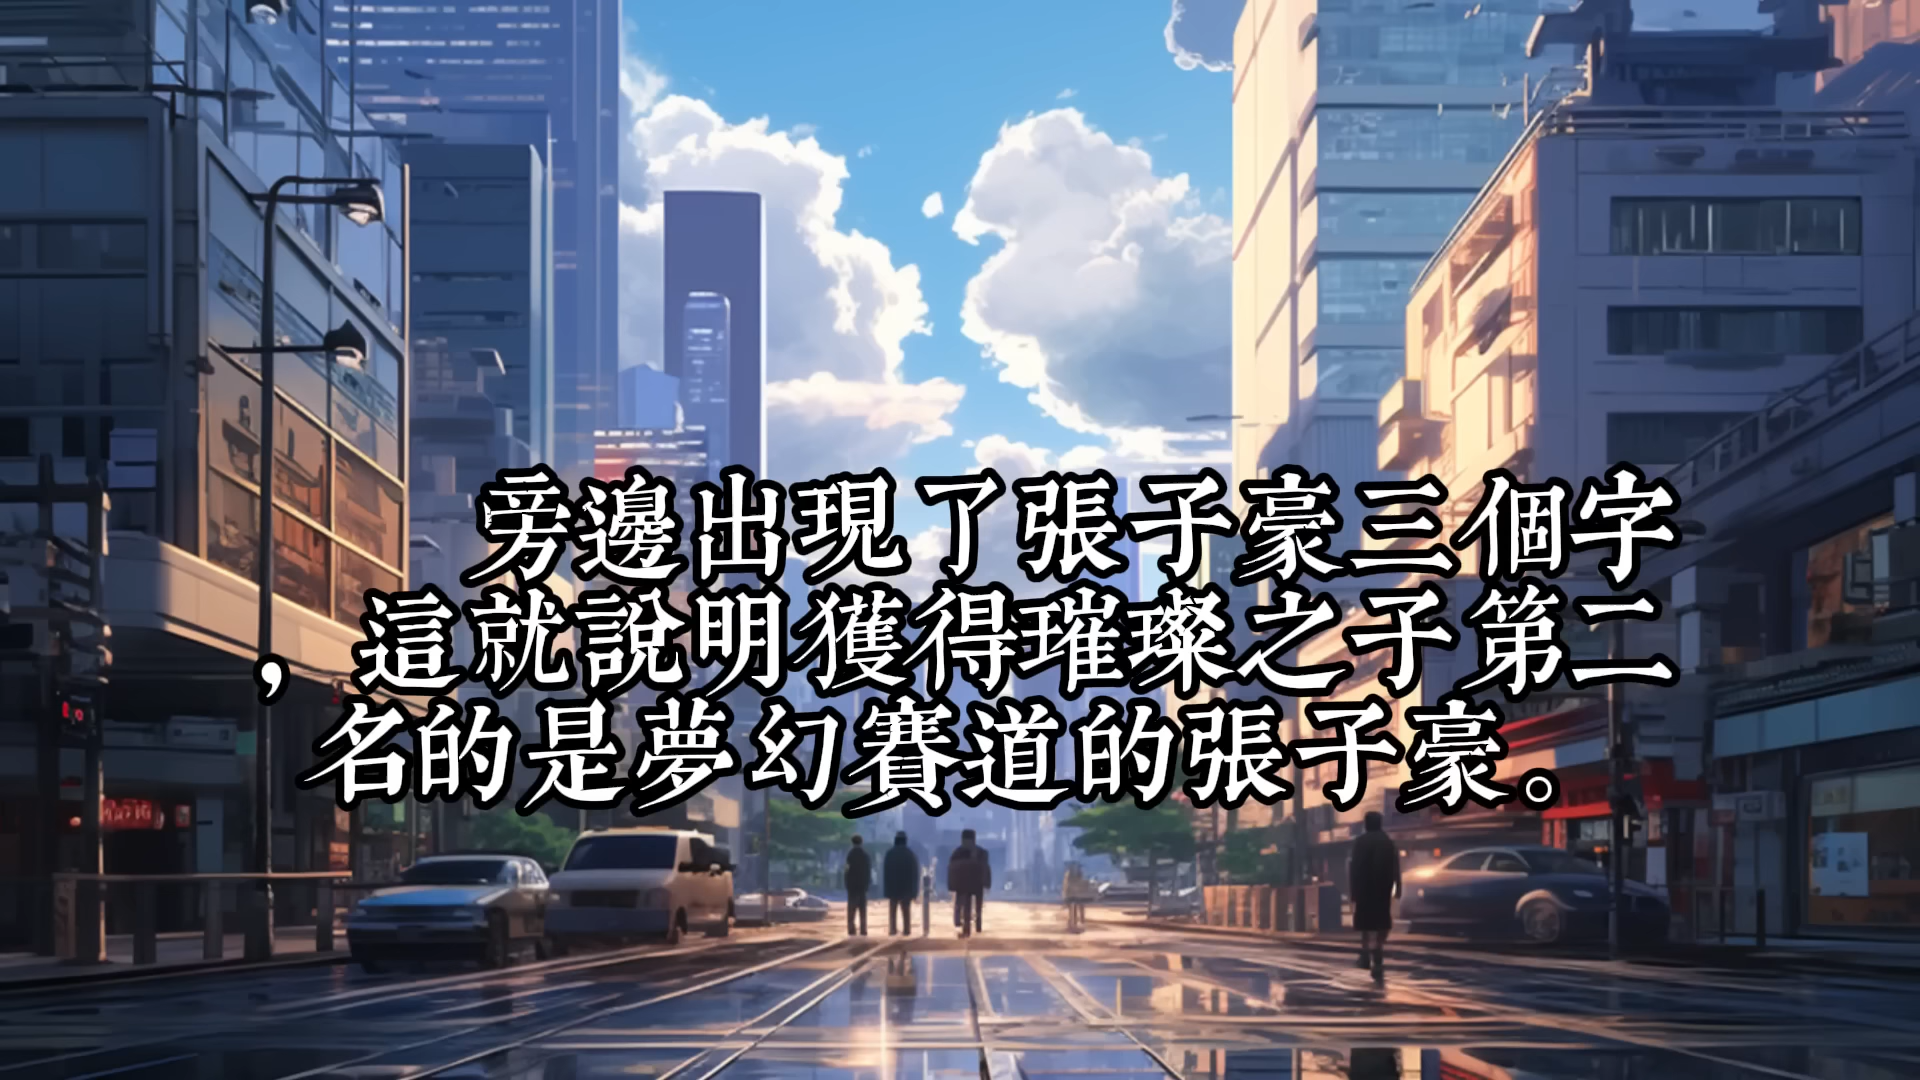 旁邊出現了張子豪三個字
，這就說明獲得璀璨之子第二
名的是夢幻賽道的張子豪。